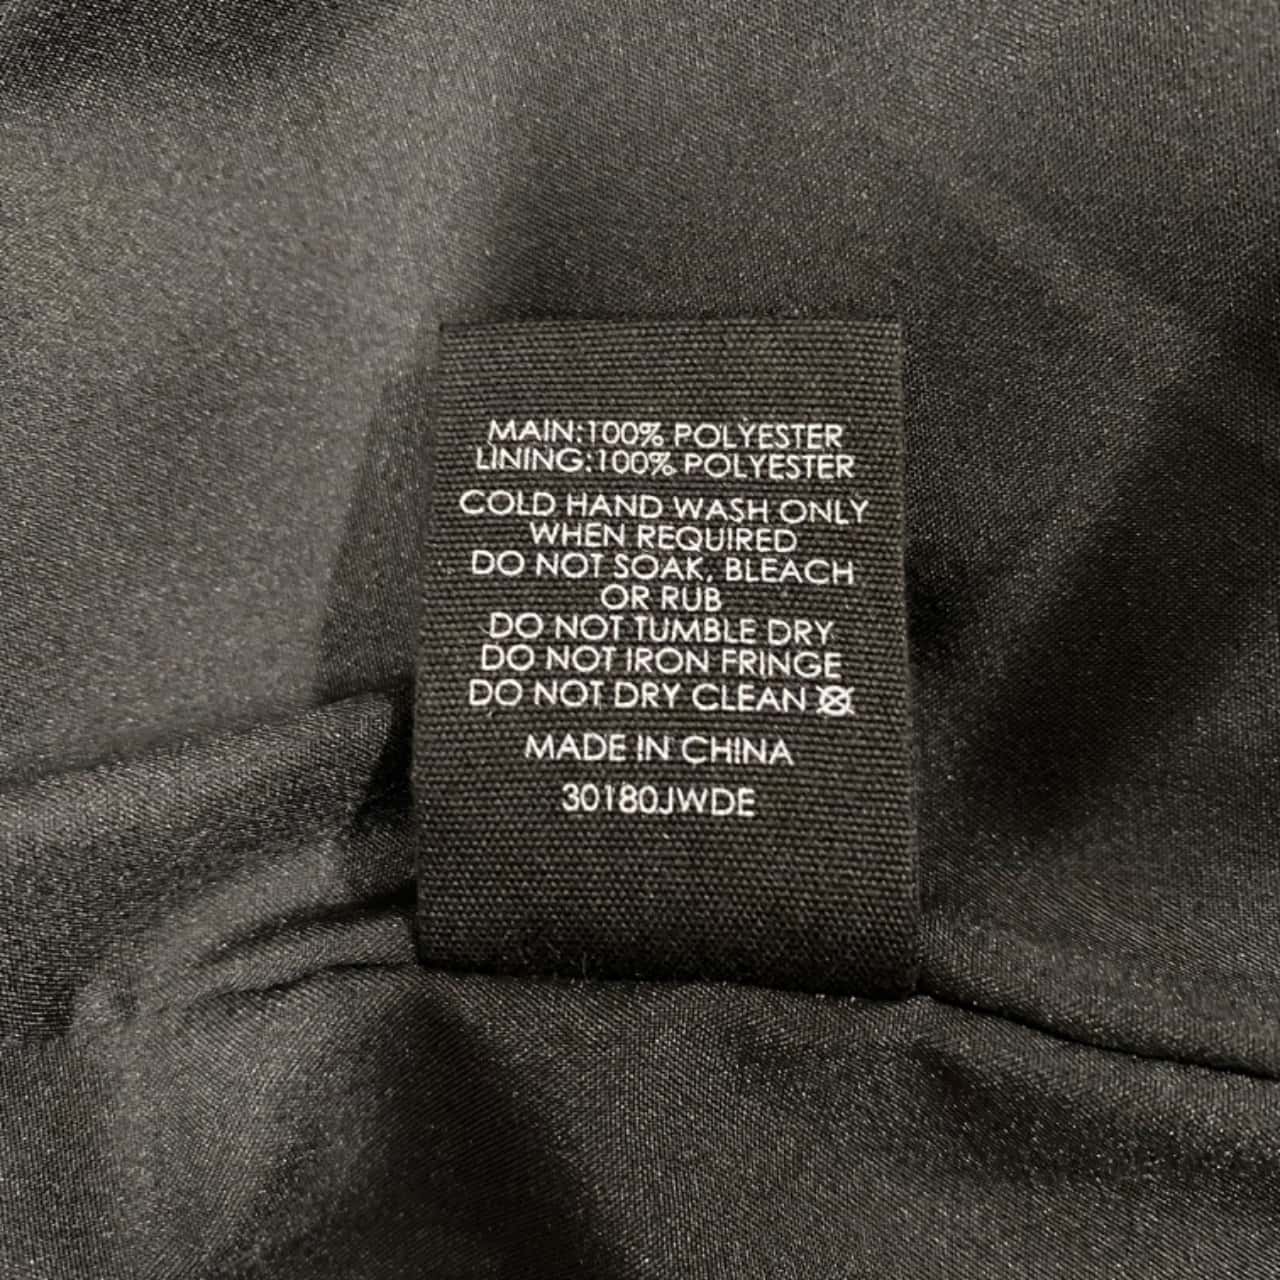 MAIN:100% POLYESTER
LINING:100% POLYESTER
COLD HAND WASH ONLY
WHEN REQUIRED
DO NOT SOAK, BLEACH
OR RUB
DO NOT TUMBLE DRY
DO NOT IRON FRINGE
DO NOT DRY CLEAN
MADE IN CHINA
30180JWDE